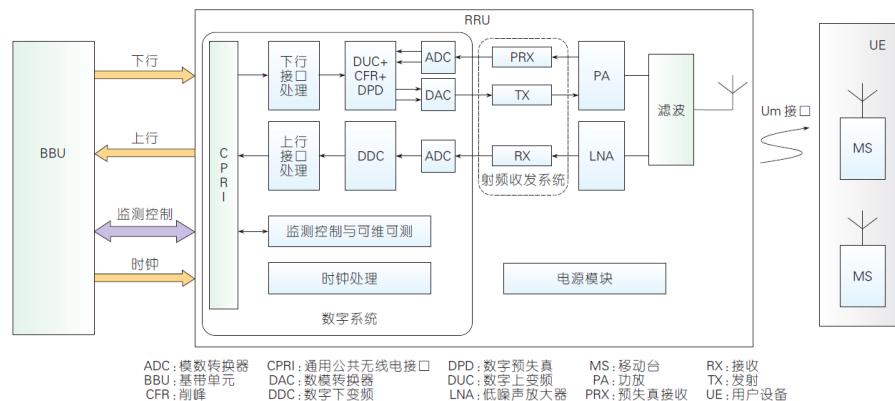 RRU
UE
BBU
下行
上行
监测控制
时钟
CPRI
下行
接口
处理
DUC+
CFR+
DPD
ADC
DAC
PRX
TX
PA
滤波
Um 接口
MS
上行
接口
处理
DDC
ADC
RX
射频收发系统
LNA
监测控制与可维可测
时钟处理
数字系统
电源模块
MS
ADC：模数转换器 CPRI：通用公共无线电接口 DPD：数字预失真 MS：移动台 RX：接收
BBU：基带单元 DAC：数模转换器 DUC：数字上变频 PA：功放 TX：发射
CFR：削峰 DDC：数字下变频 LNA：低噪声放大器 PRX：预失真接收 UE：用户设备